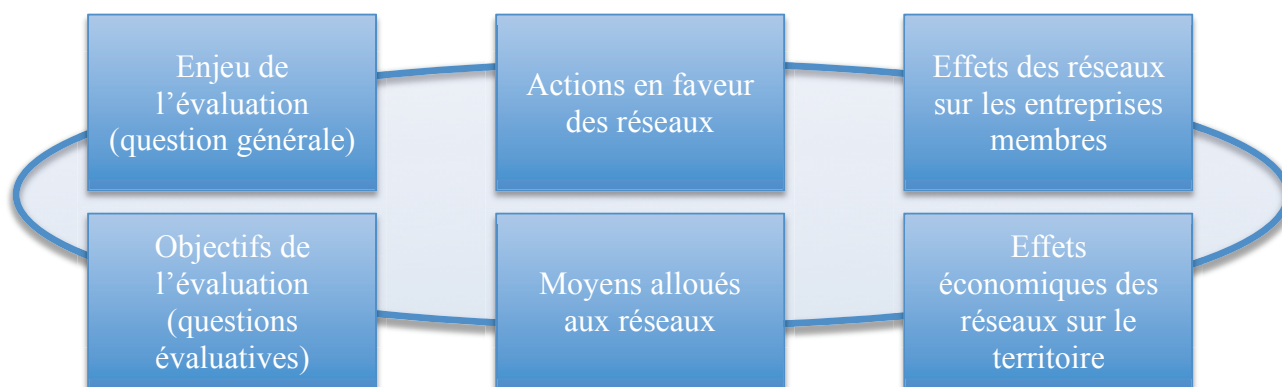 Enjeu de
l’évaluation
(question générale)
Actions en faveur
des réseaux
Effets des réseaux
sur les entreprises
membres
Objectifs de
l’évaluation
(questions
évaluatives)
Moyens alloués
aux réseaux
Effets
économiques des
réseaux sur le
territoire